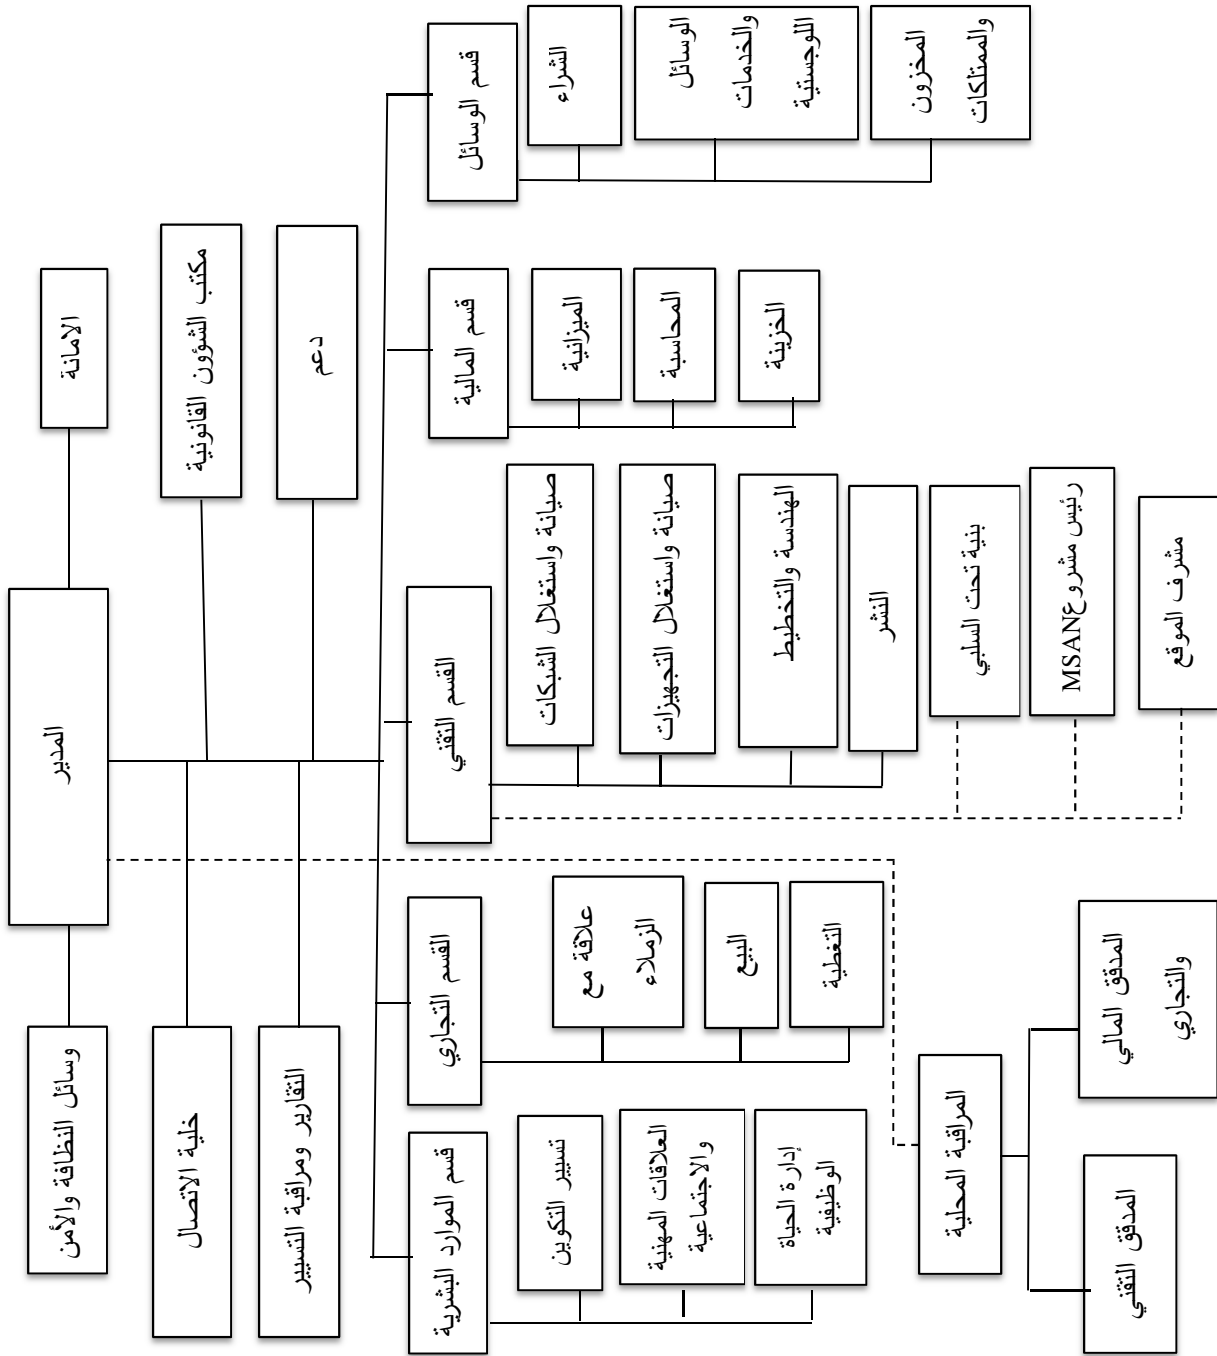 الامانة
المدير
وسائل النظافة والأمن
مكتب الشؤون القانونية
خلية الاتصال
دعم
التقارير ومراقبة التسيير
قسم الوسائل
الشراء
الوسائل
والخدمات
اللوجستية
المخزون
والممتلكات
قسم المالية
الميزانية
المحاسبة
الخزينة
القسم التقني
صيانة واستغلال الشبكات
صيانة واستغلال التجهيزات
الهندسة والتخطيط
النشر
بنية تحت السلبي
رئيس مشروع MSAN
مشرف الموقع
القسم التجاري
علاقة مع
الزملاء
البيع
التغطية
قسم الموارد البشرية
تسيير التكوين
العلاقات المهنية
والاجتماعية
إدارة الحياة
الوظيفية
المراقبة المحلية
المدقق المالي
والتجاري
المدقق التقني